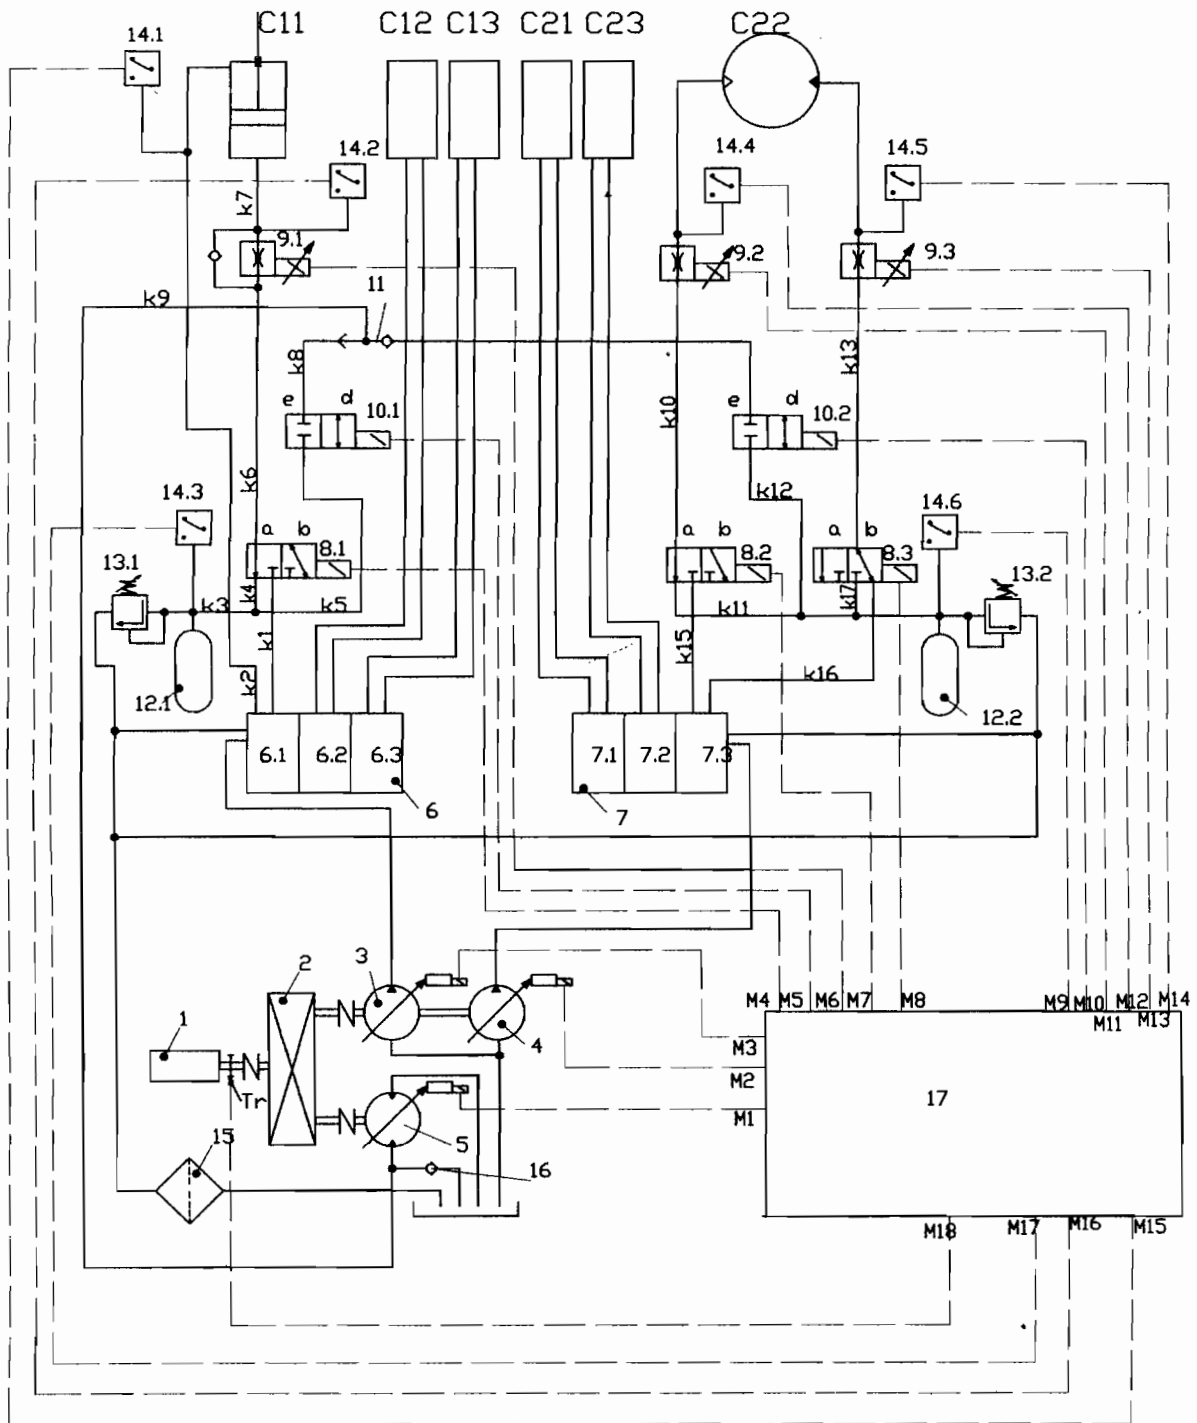 C11 C12 C13 C21 C23 C22
14.1
14.2 14.4 14.5
k7
9.1 9.2 9.3
k9 11
k8 k13
e d 10.1 k10 e d 10.2
k6 k12
14.3 a b 14.6
8.1 a b 8.2 a b 8.3
13.1 13.2
k3 k4 k5 k11 k17
k1 k15
k2 k16
12.1 12.2
6.1 6.2 6.3 7.1 7.2 7.3
6 7
2 3
M4 M5 M6 M7 M8 M9 M10 M12 M14
M11 M13
1 4 M3
M2
Tr M1 17
15 5
16
M18 M17 M16 M15